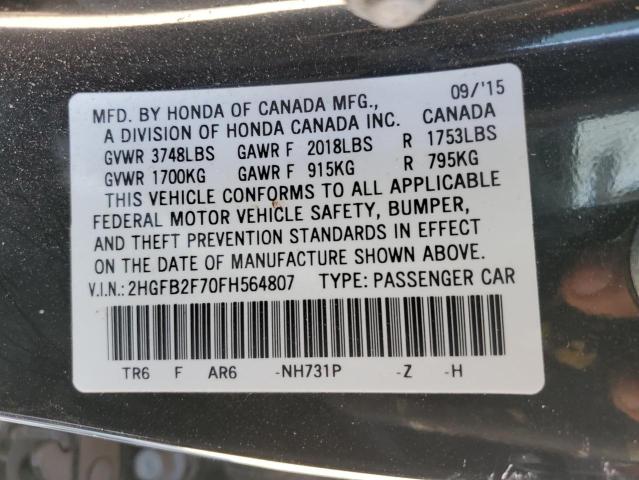 09/'15
MFD. BY HONDA OF CANADA MFG., CANADA
A DIVISION OF HONDA CANADA INC.
GVWR 3748LBS GAWR F 2018LBS R 1753LBS
GVWR 1700KG GAWR F 915KG R 795KG
THIS VEHICLE CONFORMS TO ALL APPLICABLE
FEDERAL MOTOR VEHICLE SAFETY, BUMPER,
AND THEFT PREVENTION STANDARDS IN EFFECT
ON THE DATE OF MANUFACTURE SHOWN ABOVE.
V.I.N.: 2HGFB2F70FH564807 TYPE: PASSENGER CAR
TR6 F AR6 -NH731P -Z -H